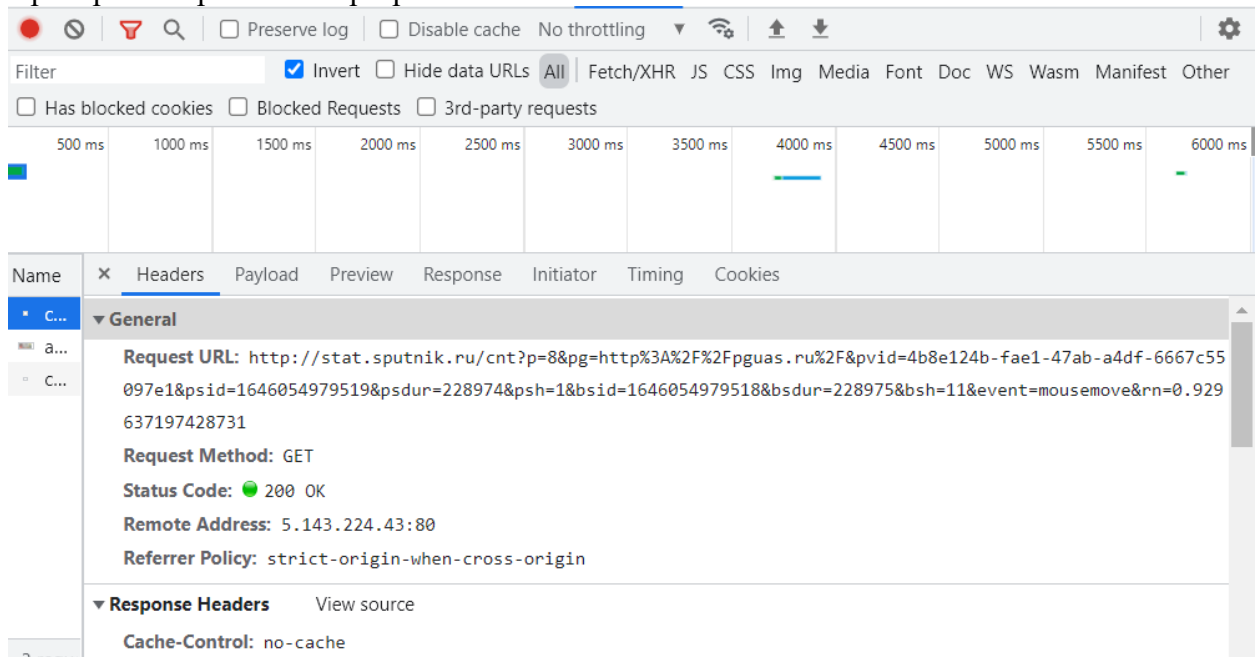 Preserve log Disable cache No throttling
Filter Invert Hide data URLs All Fetch/XHR JS CSS Img Media Font Doc WS Wasm Manifest Other
Has blocked cookies Blocked Requests 3rd-party requests
500 ms 1000 ms 1500 ms 2000 ms 2500 ms 3000 ms 3500 ms 4000 ms 4500 ms 5000 ms 5500 ms 6000 ms
Name × Headers Payload Preview Response Initiator Timing Cookies
c... ▼ General
a... Request URL: http://stat.sputnik.ru/cnt?p=8&pg=http%3A%2F%2Fpguas.ru%2F&pvid=4b8e124b-fae1-47ab-a4df-6667c55
c... 097e1&psid=1646054979519&psdur=228974&psh=1&bsid=1646054979518&bsdur=228975&bsh=11&event=mousemove&rn=0.929
637197428731
Request Method: GET
Status Code: 200 OK
Remote Address: 5.143.224.43:80
Referrer Policy: strict-origin-when-cross-origin
▼ Response Headers View source
Cache-Control: no-cache